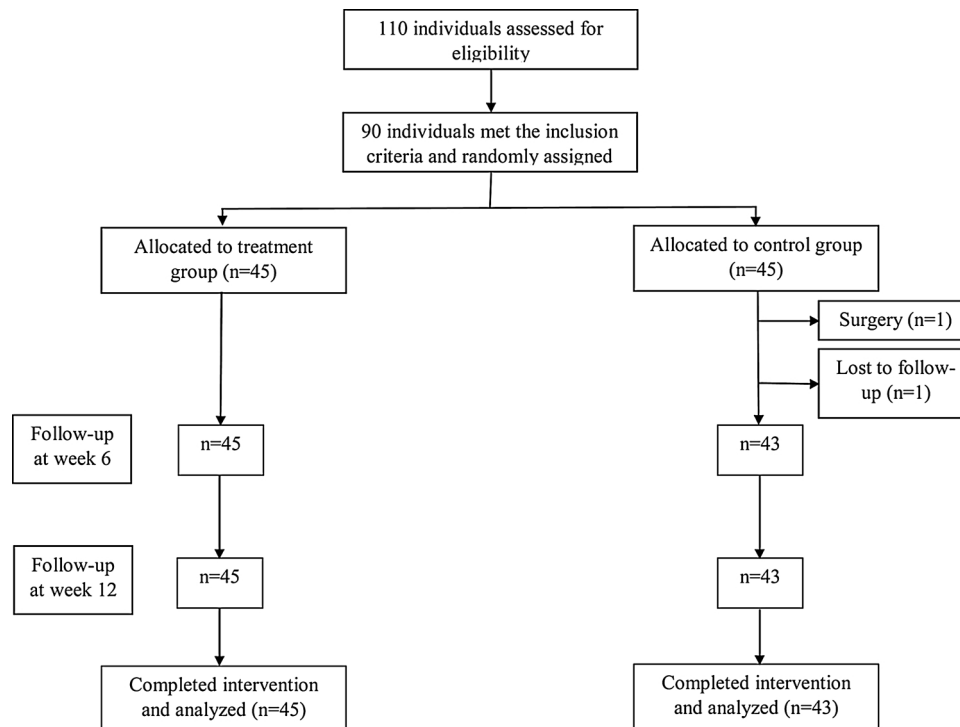 110 individuals assessed for
eligibility
90 individuals met the inclusion
criteria and randomly assigned
Allocated to treatment
group (n=45)
Allocated to control group
(n=45)
Surgery (n=1)
Lost to follow-
up (n=1)
Follow-up
at week 6
n=45
n=43
Follow-up
at week 12
n=45
n=43
Completed intervention
and analyzed (n=45)
Completed intervention
and analyzed (n=43)